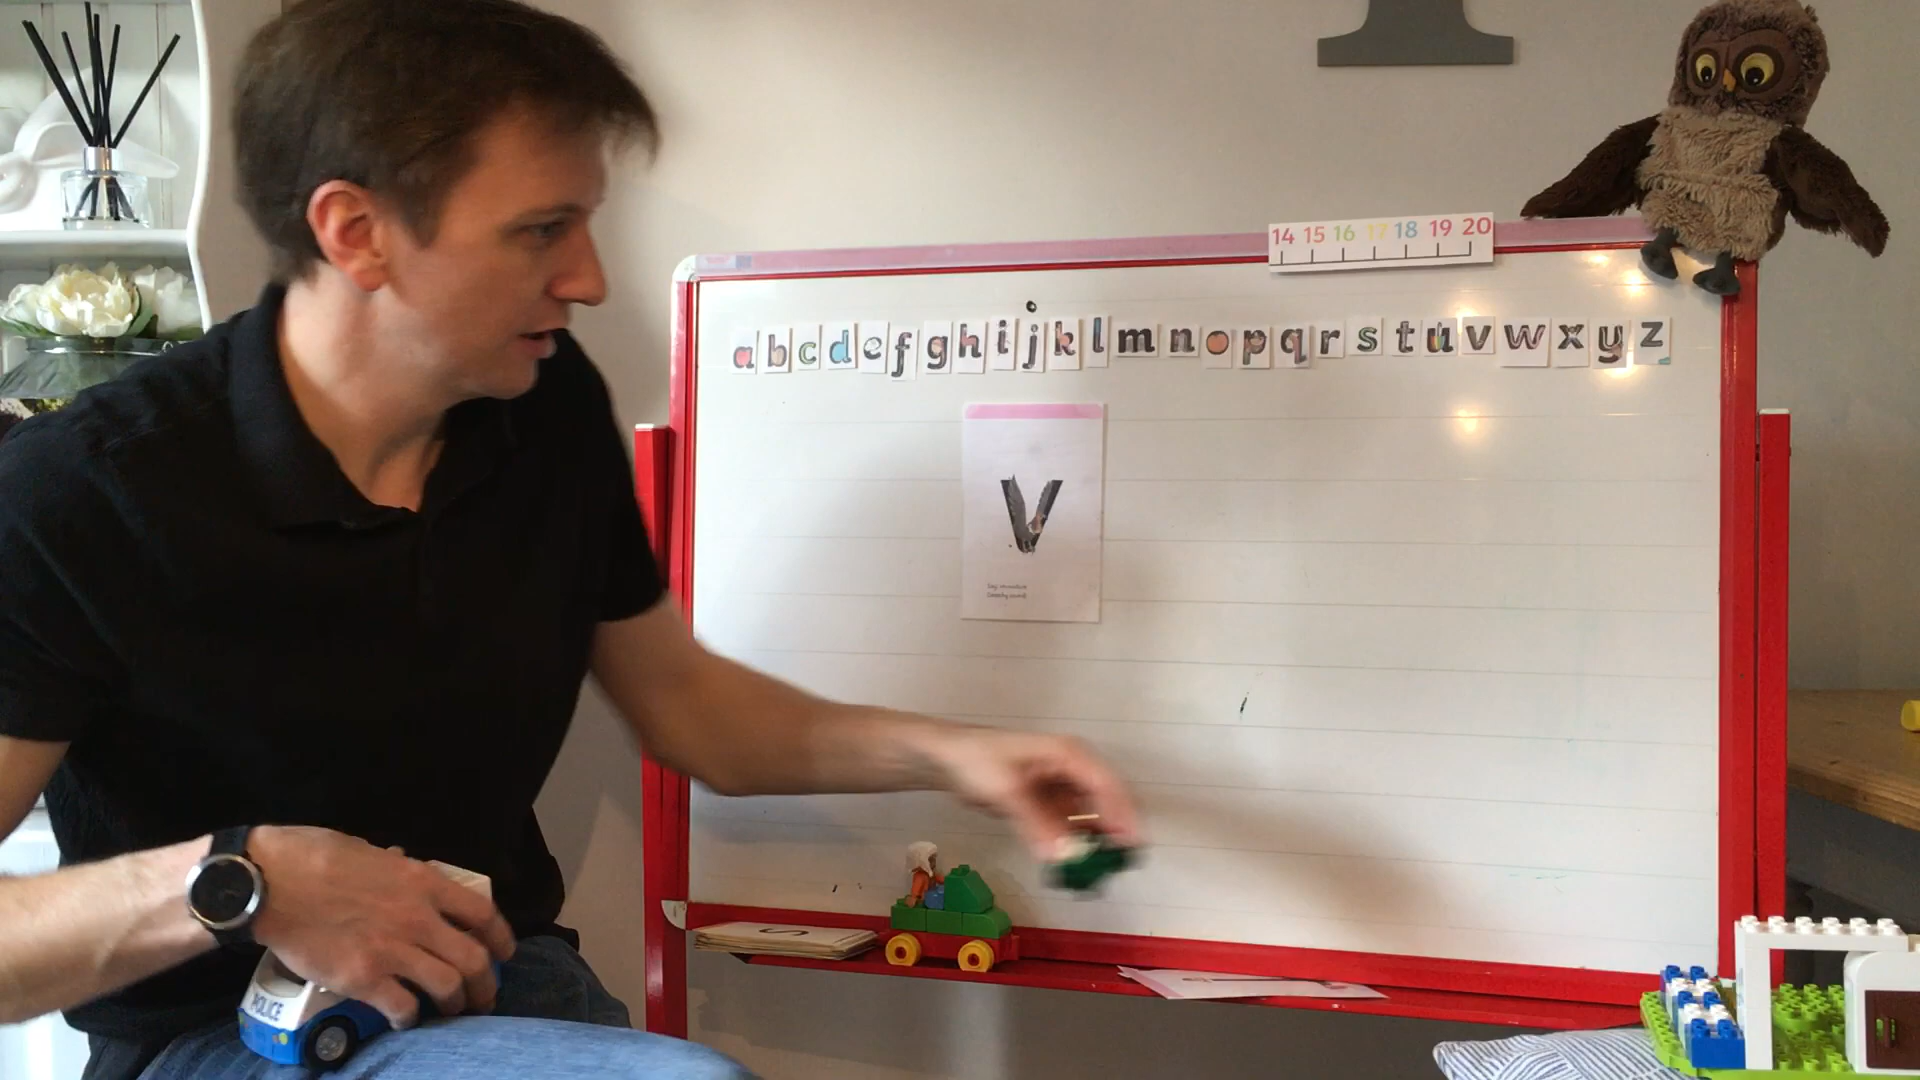 14 15 16 17 18 19 20
a b c d e f g h i j k l m n o p q r s t u v w x y z
v
s
POLICE